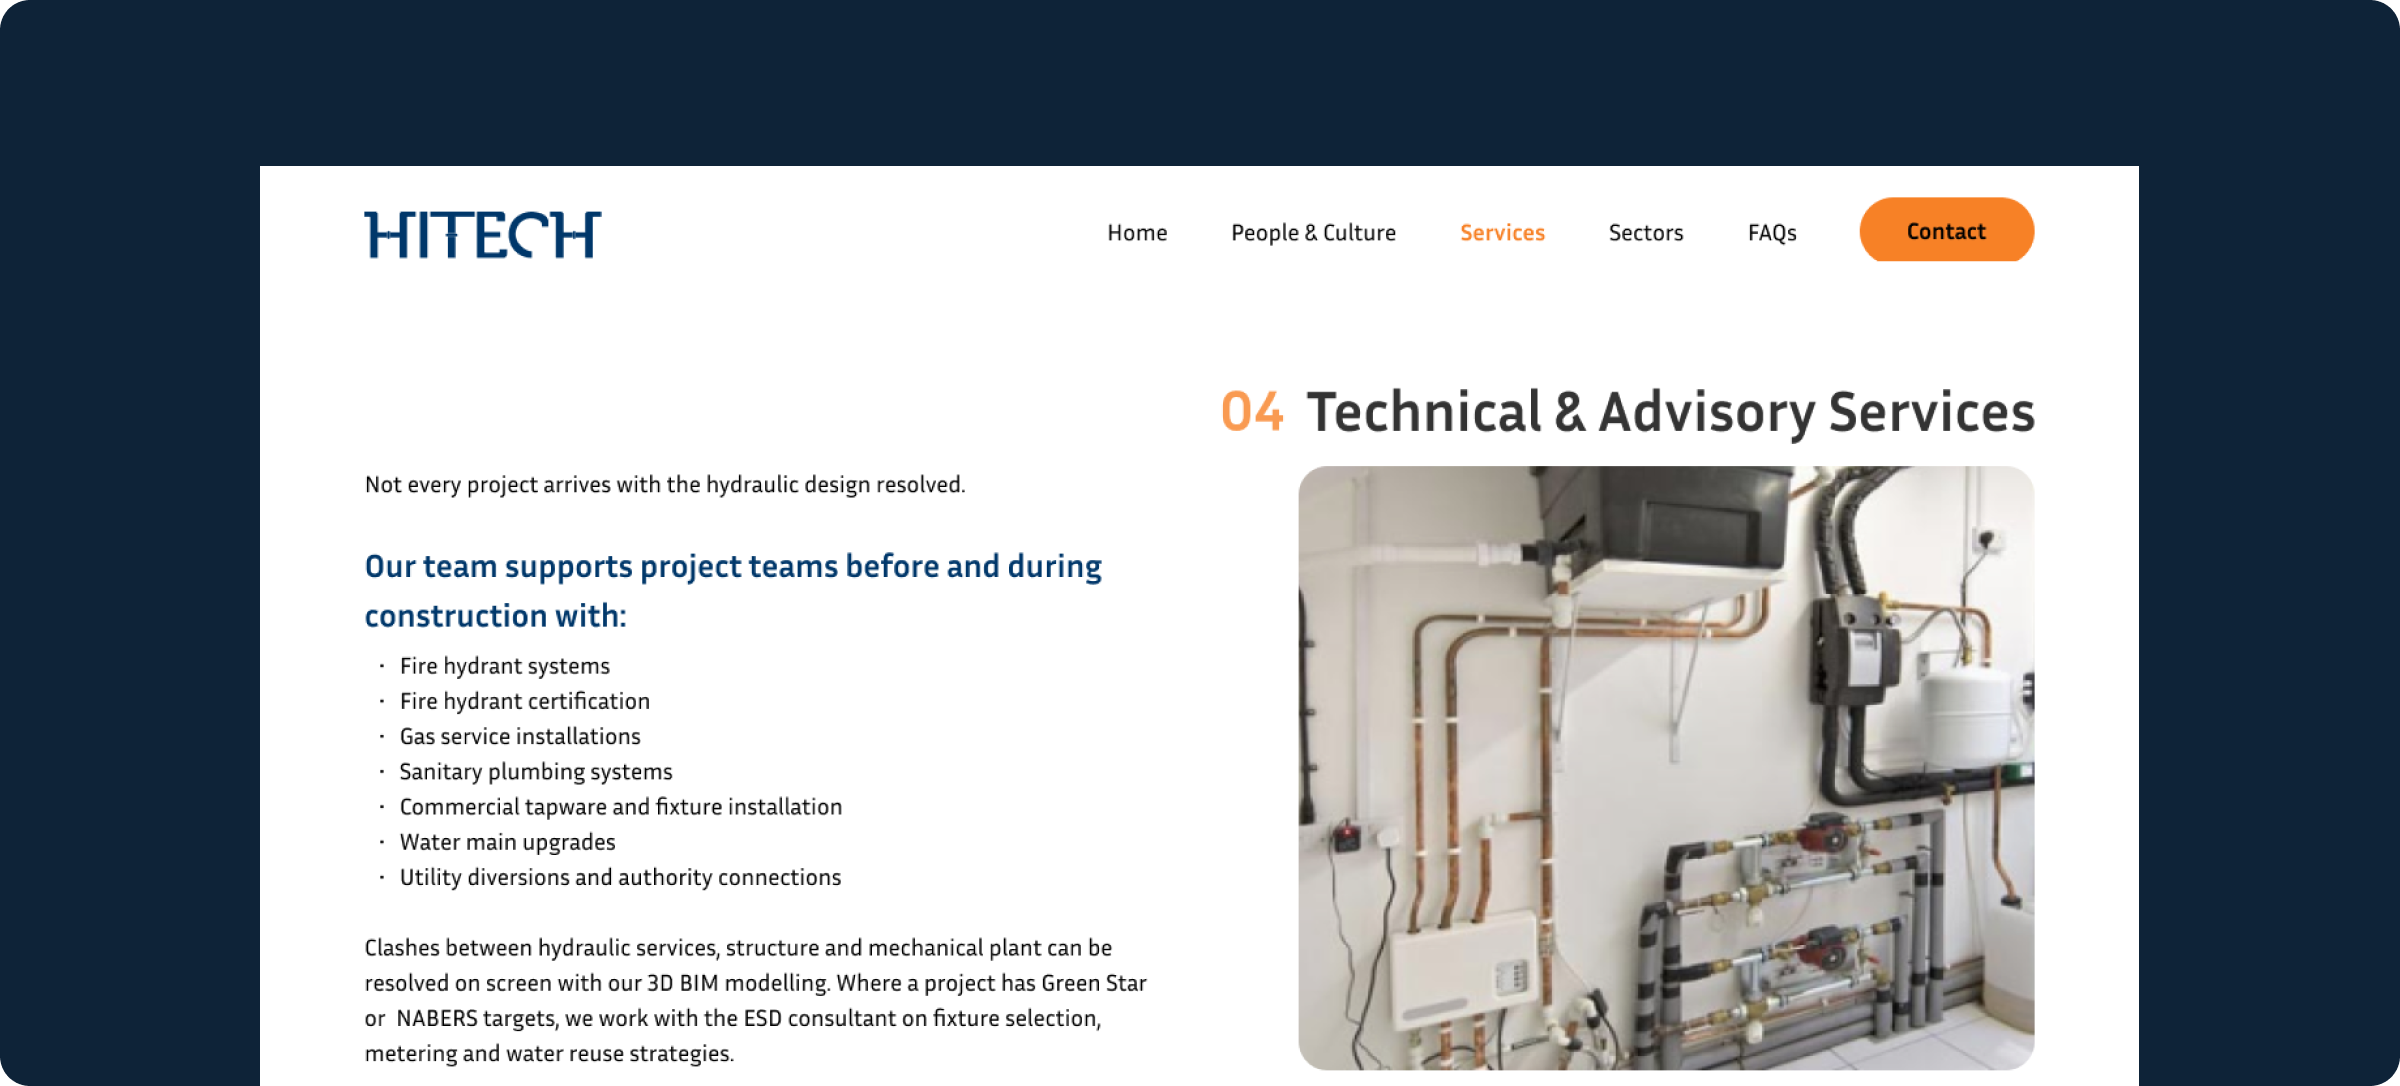 HITECH
Home People & Culture Services Sectors FAQs Contact
04 Technical & Advisory Services
Not every project arrives with the hydraulic design resolved.
Our team supports project teams before and during
construction with:
· Fire hydrant systems
· Fire hydrant certification
· Gas service installations
· Sanitary plumbing systems
· Commercial tapware and fixture installation
· Water main upgrades
· Utility diversions and authority connections
Clashes between hydraulic services, structure and mechanical plant can be
resolved on screen with our 3D BIM modelling. Where a project has Green Star
or NABERS targets, we work with the ESD consultant on fixture selection,
metering and water reuse strategies.